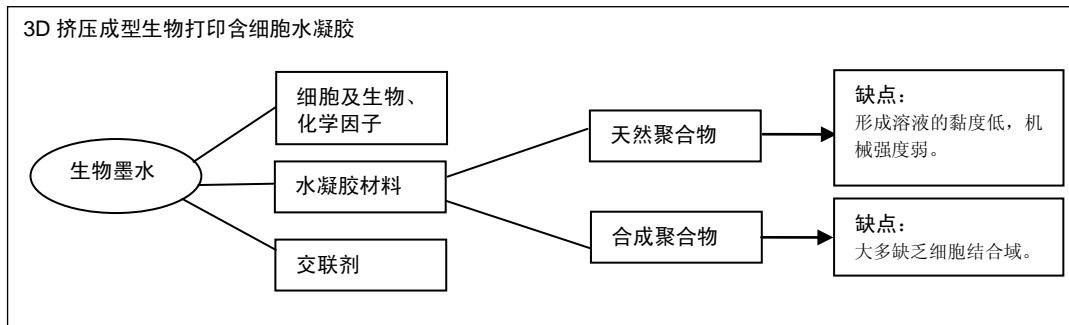 3D 挤压成型生物打印含细胞水凝胶
生物墨水
细胞及生物、
化学因子
水凝胶材料
交联剂
天然聚合物
合成聚合物
缺点：
形成溶液的黏度低，机
械强度弱。
缺点：
大多缺乏细胞结合域。